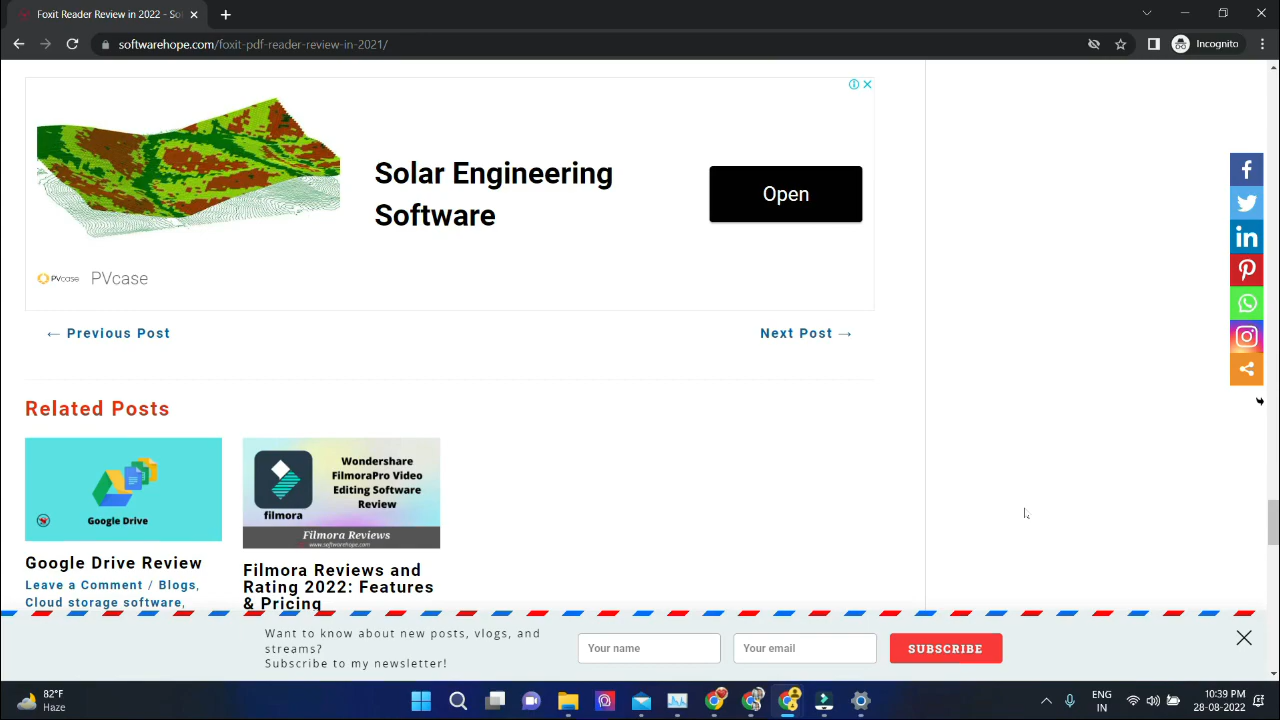 Foxit Reader Review in 2022 - So
softwarehope.com/foxit-pdf-reader-review-in-2021/
Incognito
Solar Engineering
Software
Open
PVcase PVcase
← Previous Post
Next Post →
Related Posts
Google Drive
filmora
Wondershare
FilmoraPro Video
Editing Software
Review
Filmora Reviews
www.softwarehope.com
Google Drive Review
Leave a Comment / Blogs,
Cloud storage software,
Filmora Reviews and
Rating 2022: Features
& Pricing
Want to know about new posts, vlogs, and
streams?
Subscribe to my newsletter!
Your name
Your email
SUBSCRIBE
82°F
Haze
ENG
IN
10:39 PM
28-08-2022